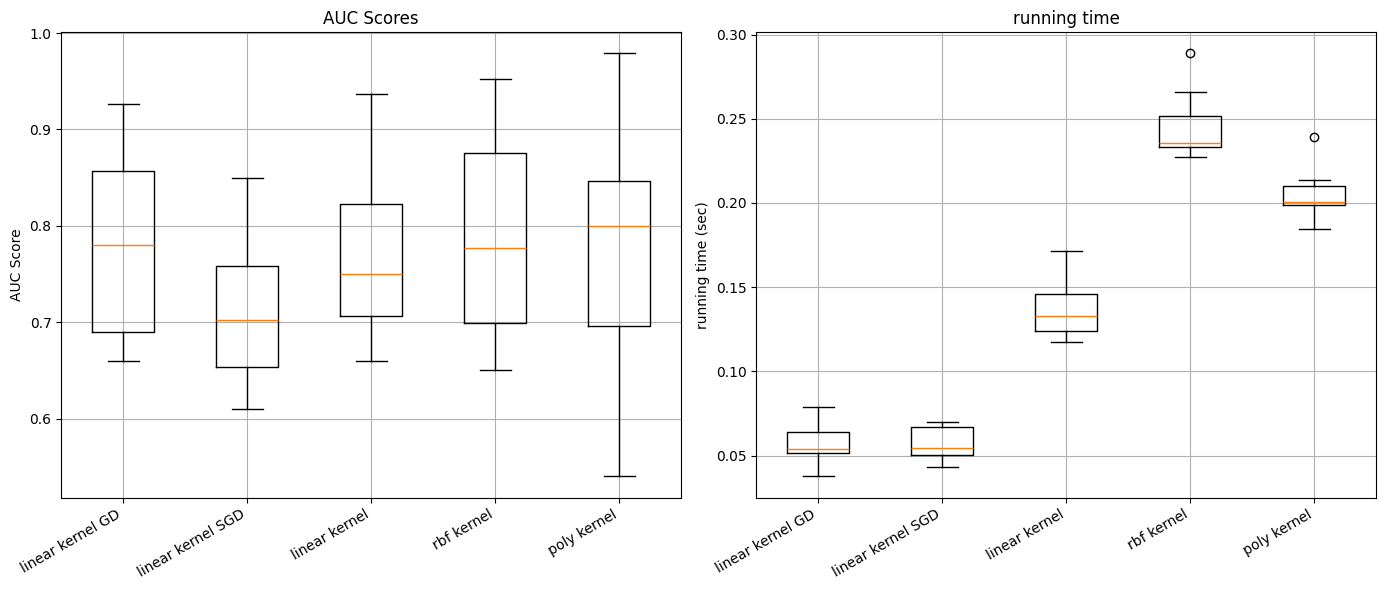 AUC Scores
1.0
0.9
0.8
0.7
0.6
AUC Score
linear kernel GD
linear kernel SGD
linear kernel
rbf kernel
poly kernel
running time
0.30
0.25
0.20
0.15
0.10
0.05
running time (sec)
linear kernel GD
linear kernel SGD
linear kernel
rbf kernel
poly kernel